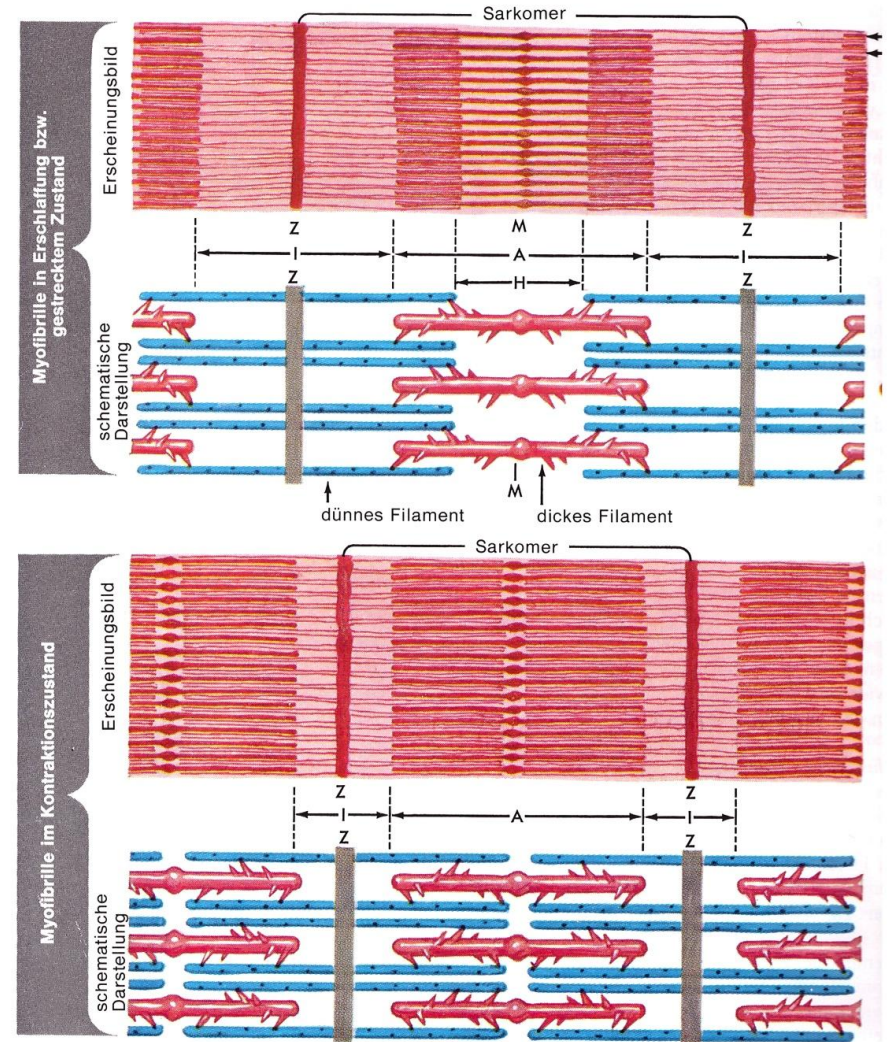 Sarkomer
Myofibrille in Erschlaffung bzw.
gestrecktem Zustand
Erscheinungsbild
Z M Z
I A I
Z H Z
schematische
Darstellung
M
dünnes Filament dickes Filament
Sarkomer
Myofibrille im Kontraktionszustand
Erscheinungsbild
Z Z
I A I
Z Z
schematische
Darstellung